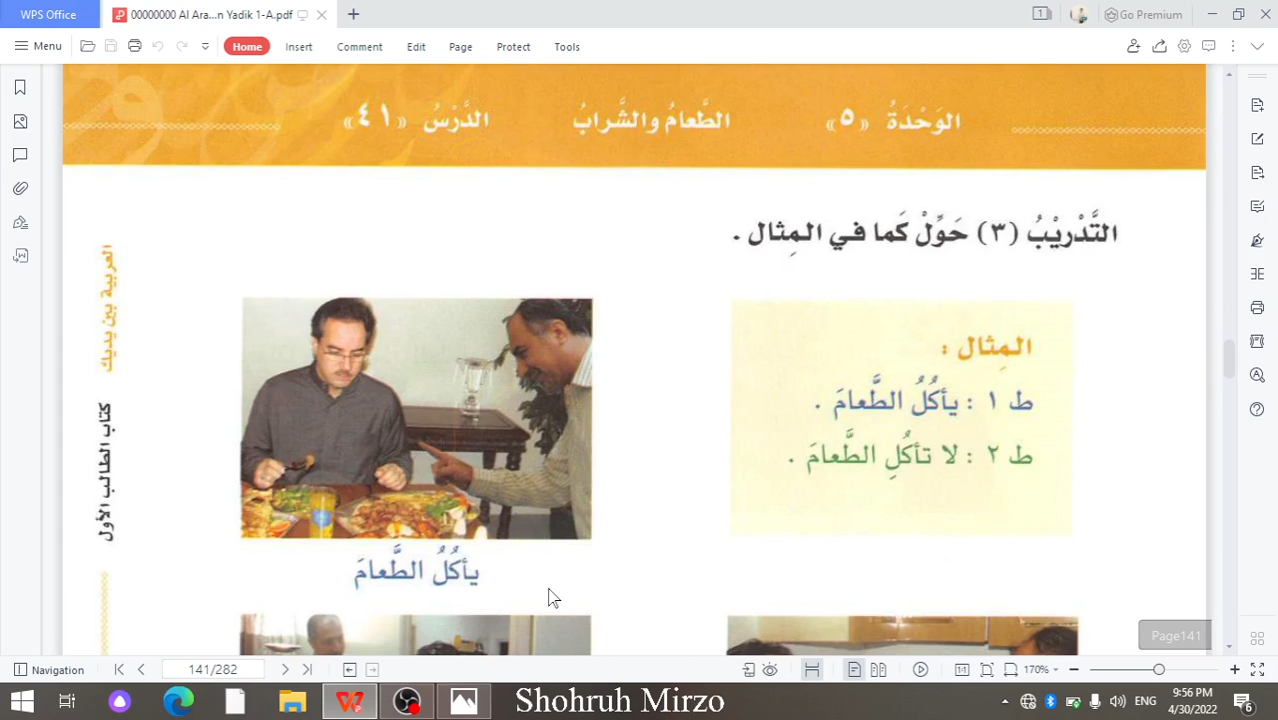 WPS Office
00000000 Al Ara...n Yadik 1-A.pdf
Go Premium
Menu
Home
Insert
Comment
Edit
Page
Protect
Tools
الوَحْدَةُ «٥» الطَّعامُ والشَّرابُ الدَّرْسُ «٤١»
التَّدْريْبُ (٣) حَوِّلْ كَما في المِثال .
المِثال :
ط ١ : يأكُلُ الطَّعامَ .
ط ٢ : لا تأكُلِ الطَّعامَ .
يأكُلُ الطَّعامَ
العربية بين يديك
كتاب الطالب الأول
Page141
Navigation
141/282
170%
Shohruh Mirzo
ENG
9:56 PM
4/30/2022
5